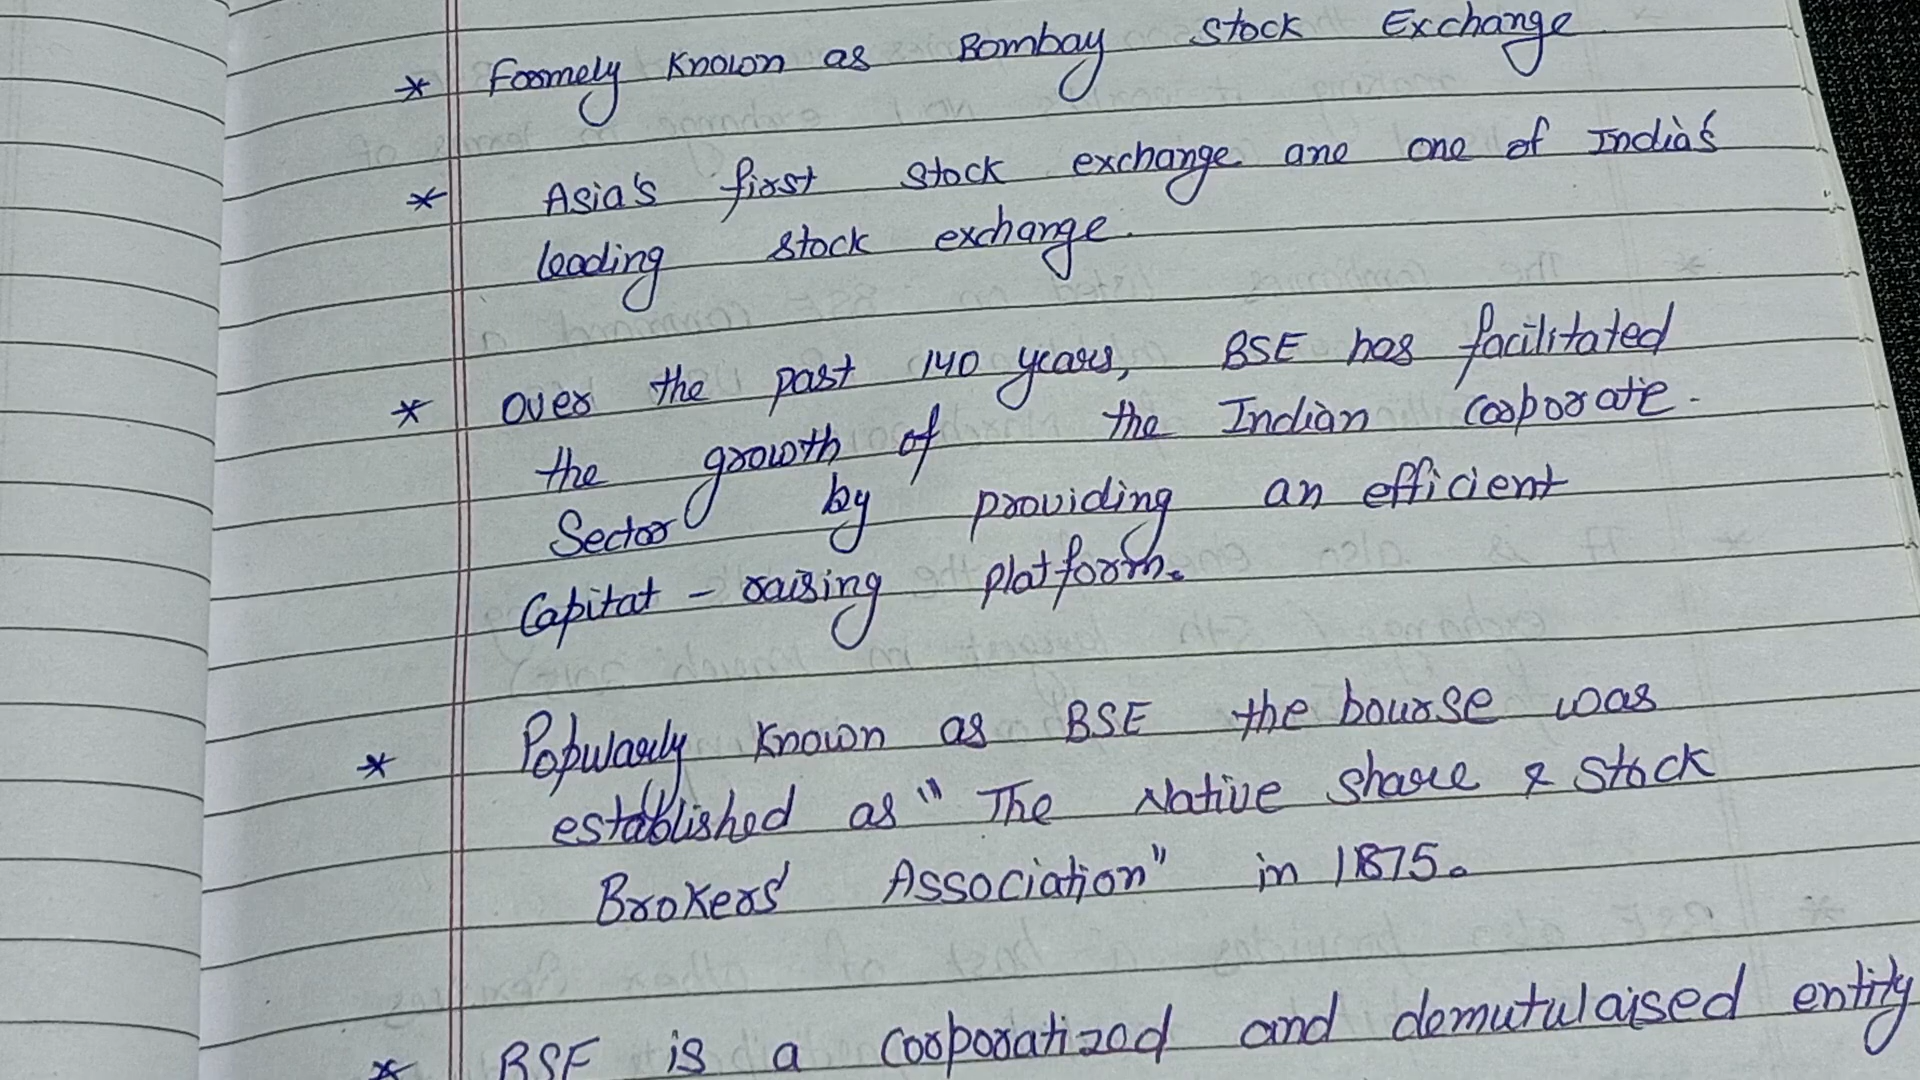 * Formely Known as Bombay Stock Exchange
* Asia's first stock exchange ane one of India's
leading stock exchange.
* Over the past 140 years, BSE has facilitated
the growth of the Indian corporate.
Sector by providing an efficient
Capitat - raising platform.
* Popularly Known as BSE the bourse was
established as " The Native share & Stock
Brokers' Association" in 1875.
* BSE is a corporatized and demutulaised entity